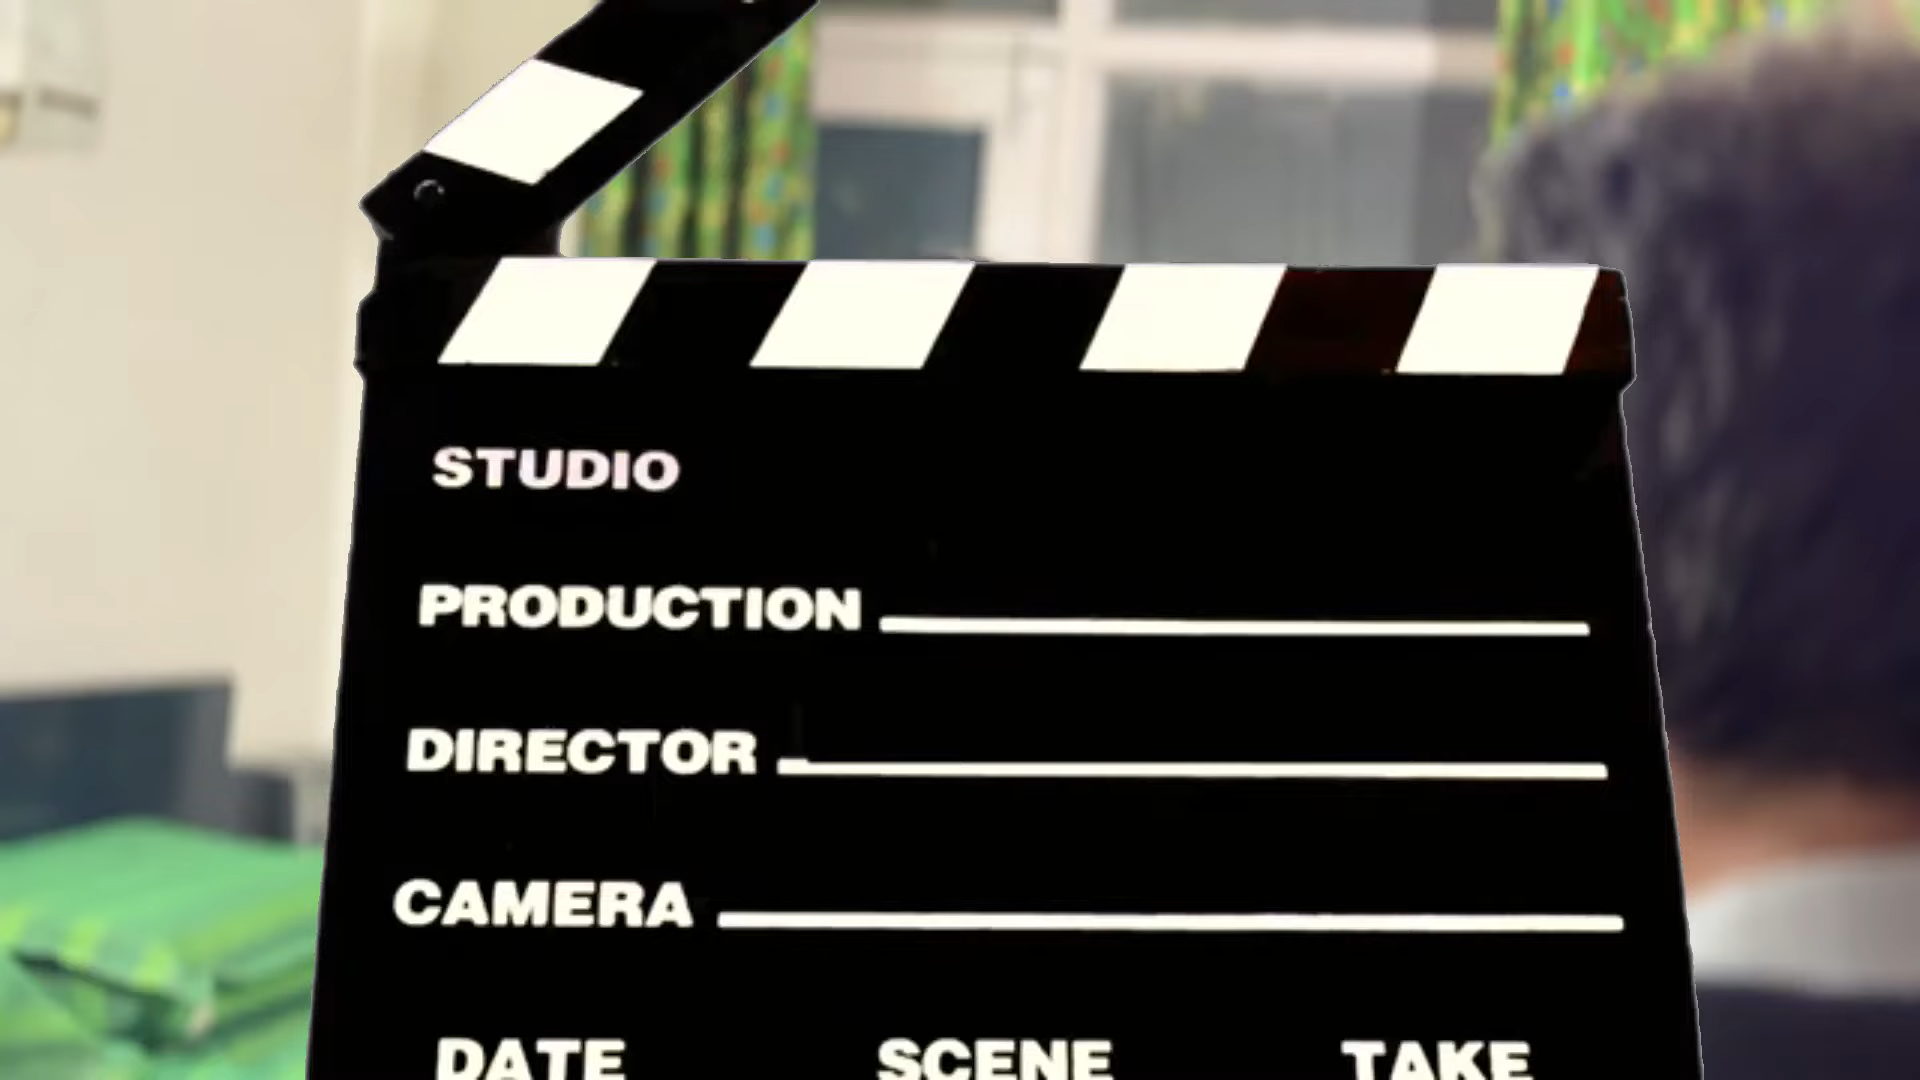 STUDIO
PRODUCTION
DIRECTOR
CAMERA
DATE SCENE TAKE